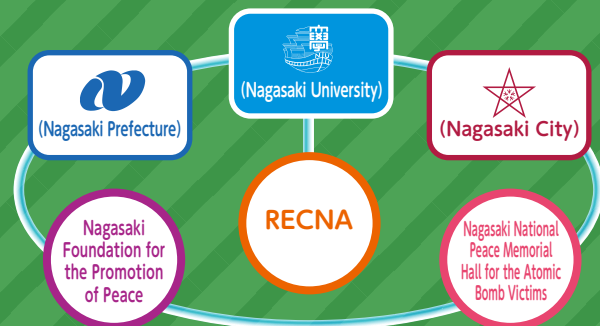 (Nagasaki University)
(Nagasaki Prefecture)
(Nagasaki City)
RECNA
Nagasaki
Foundation for
the Promotion
of Peace
Nagasaki National
Peace Memorial
Hall for the Atomic
Bomb Victims